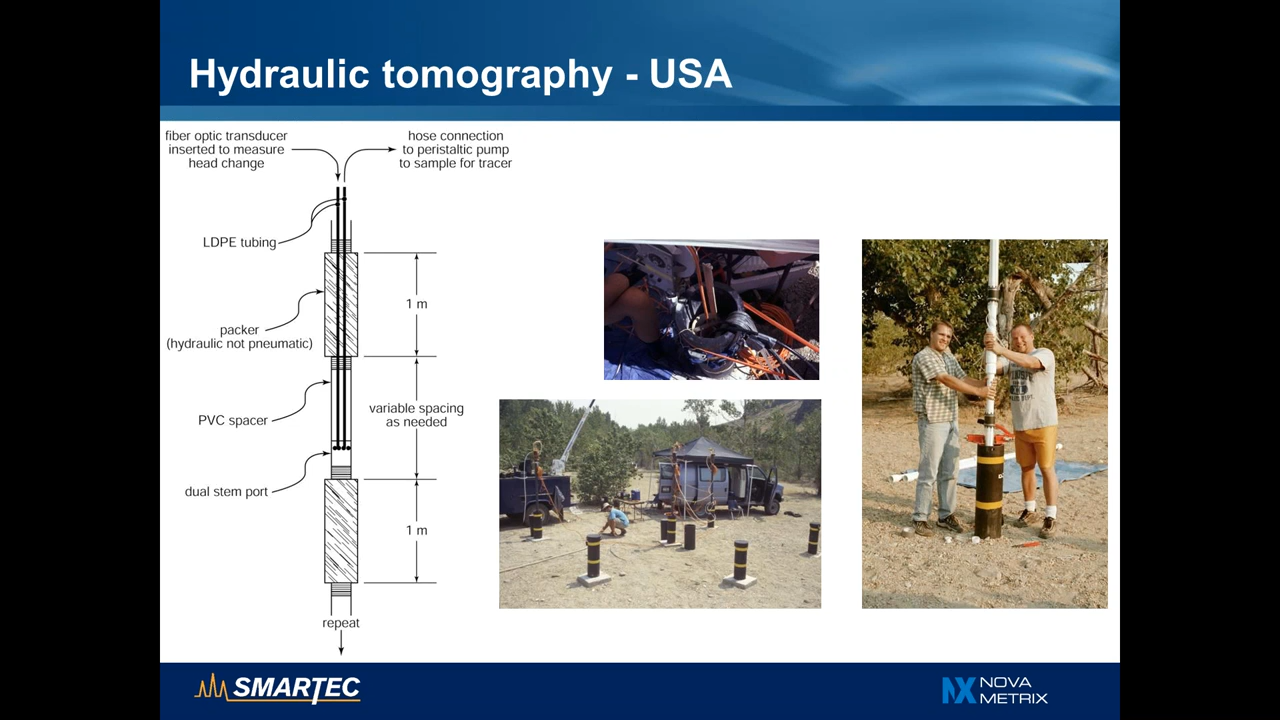 Hydraulic tomography - USA
fiber optic transducer
inserted to measure
head change
hose connection
to peristaltic pump
to sample for tracer
LDPE tubing
1 m
packer
(hydraulic not pneumatic)
PVC spacer
variable spacing
as needed
dual stem port
1 m
repeat
SMARTEC
NOVA
METRIX